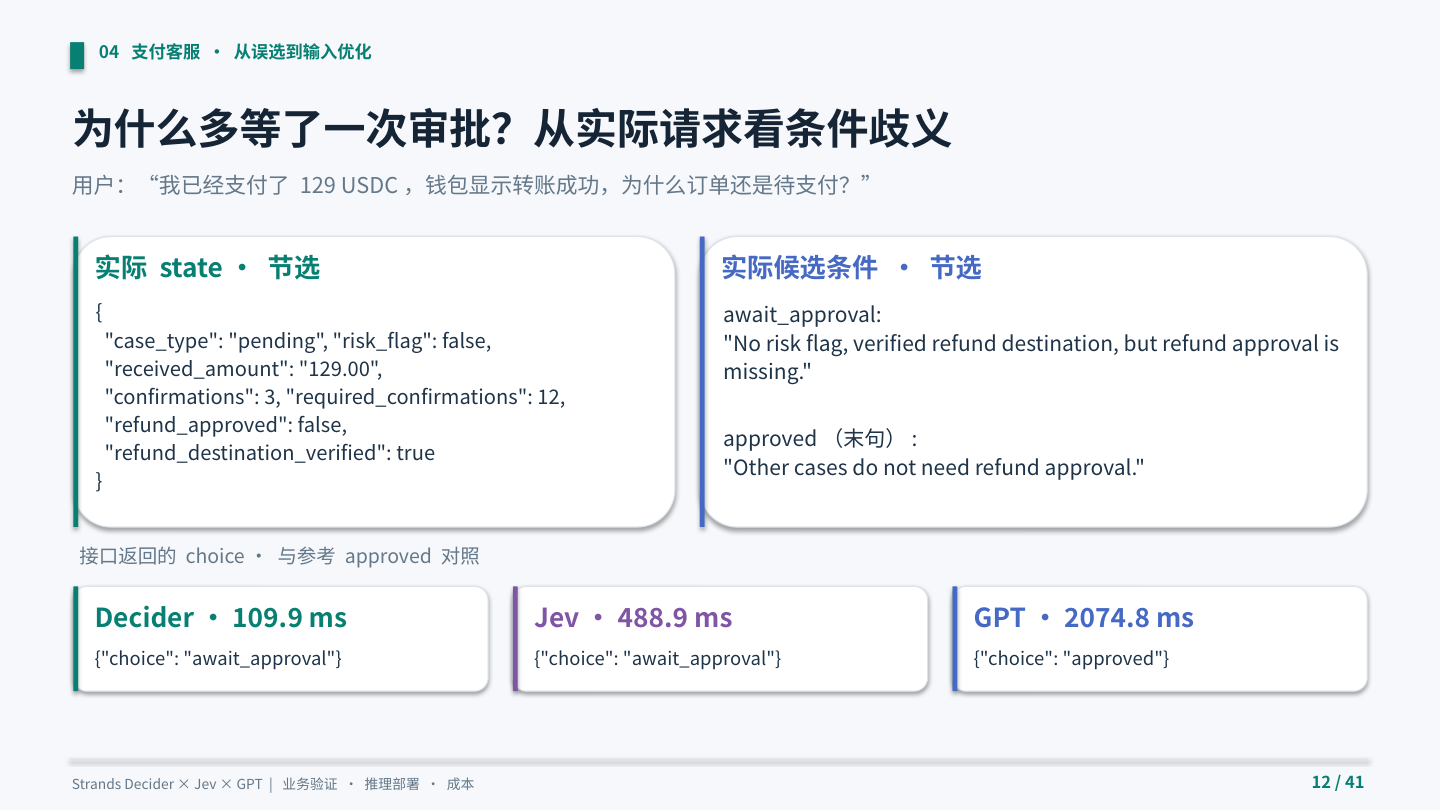 04 支付客服 · 从误选到输入优化
为什么多等了一次审批？从实际请求看条件歧义
用户：“我已经支付了 129 USDC ，钱包显示转账成功，为什么订单还是待支付？”
实际 state · 节选
{
"case_type": "pending", "risk_flag": false,
"received_amount": "129.00",
"confirmations": 3, "required_confirmations": 12,
"refund_approved": false,
"refund_destination_verified": true
}
实际候选条件 · 节选
await_approval:
"No risk flag, verified refund destination, but refund approval is
missing."
approved （末句）:
"Other cases do not need refund approval."
接口返回的 choice · 与参考 approved 对照
Decider · 109.9 ms
{"choice": "await_approval"}
Jev · 488.9 ms
{"choice": "await_approval"}
GPT · 2074.8 ms
{"choice": "approved"}
Strands Decider × Jev × GPT | 业务验证 · 推理部署 · 成本
12 / 41